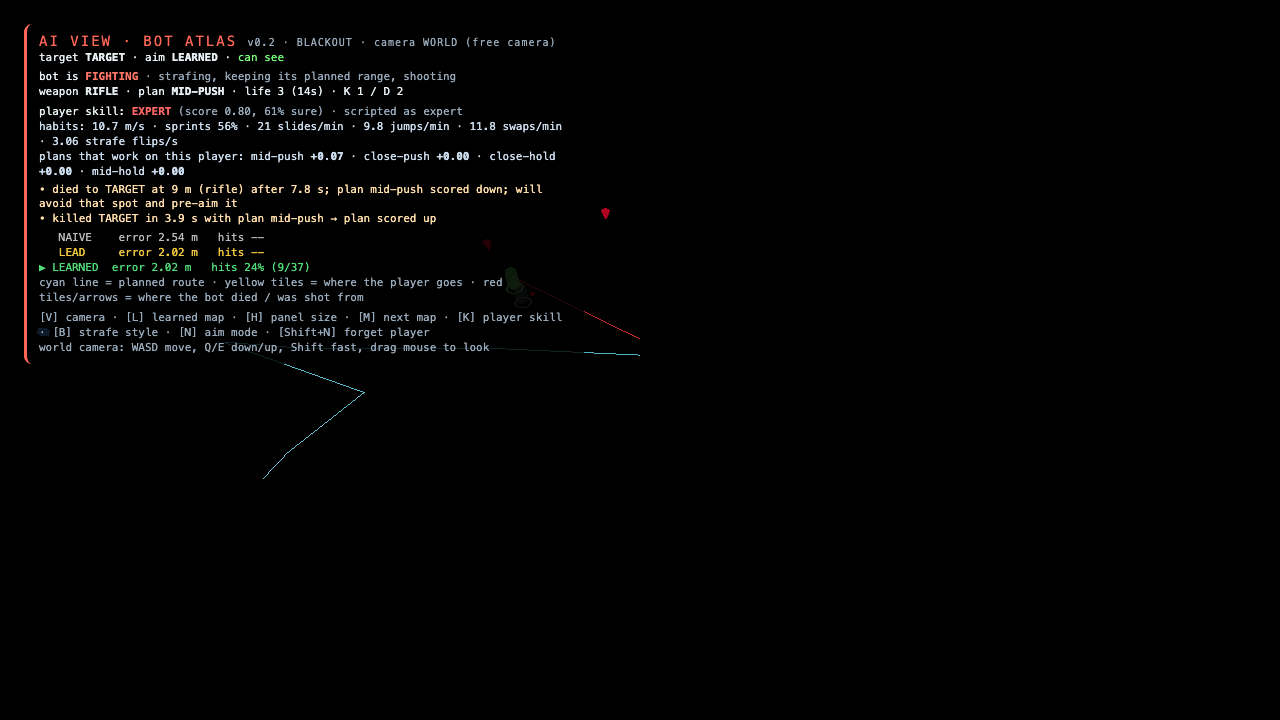 AI VIEW · BOT ATLAS v0.2 · BLACKOUT · camera WORLD (free camera)
target TARGET · aim LEARNED · can see
bot is FIGHTING · strafing, keeping its planned range, shooting
weapon RIFLE · plan MID-PUSH · life 3 (14s) · K 1 / D 2
player skill: EXPERT (score 0.80, 61% sure) · scripted as expert
habits: 10.7 m/s · sprints 56% · 21 slides/min · 9.8 jumps/min · 11.8 swaps/min
· 3.06 strafe flips/s
plans that work on this player: mid-push +0.07 · close-push +0.00 · close-hold
+0.00 · mid-hold +0.00
• died to TARGET at 9 m (rifle) after 7.8 s; plan mid-push scored down; will
avoid that spot and pre-aim it
• killed TARGET in 3.9 s with plan mid-push → plan scored up
NAIVE error 2.54 m hits --
LEAD error 2.02 m hits --
▶ LEARNED error 2.02 m hits 24% (9/37)
cyan line = planned route · yellow tiles = where the player goes · red
tiles/arrows = where the bot died / was shot from
[V] camera · [L] learned map · [H] panel size · [M] next map · [K] player skill
· [B] strafe style · [N] aim mode · [Shift+N] forget player
world camera: WASD move, Q/E down/up, Shift fast, drag mouse to look